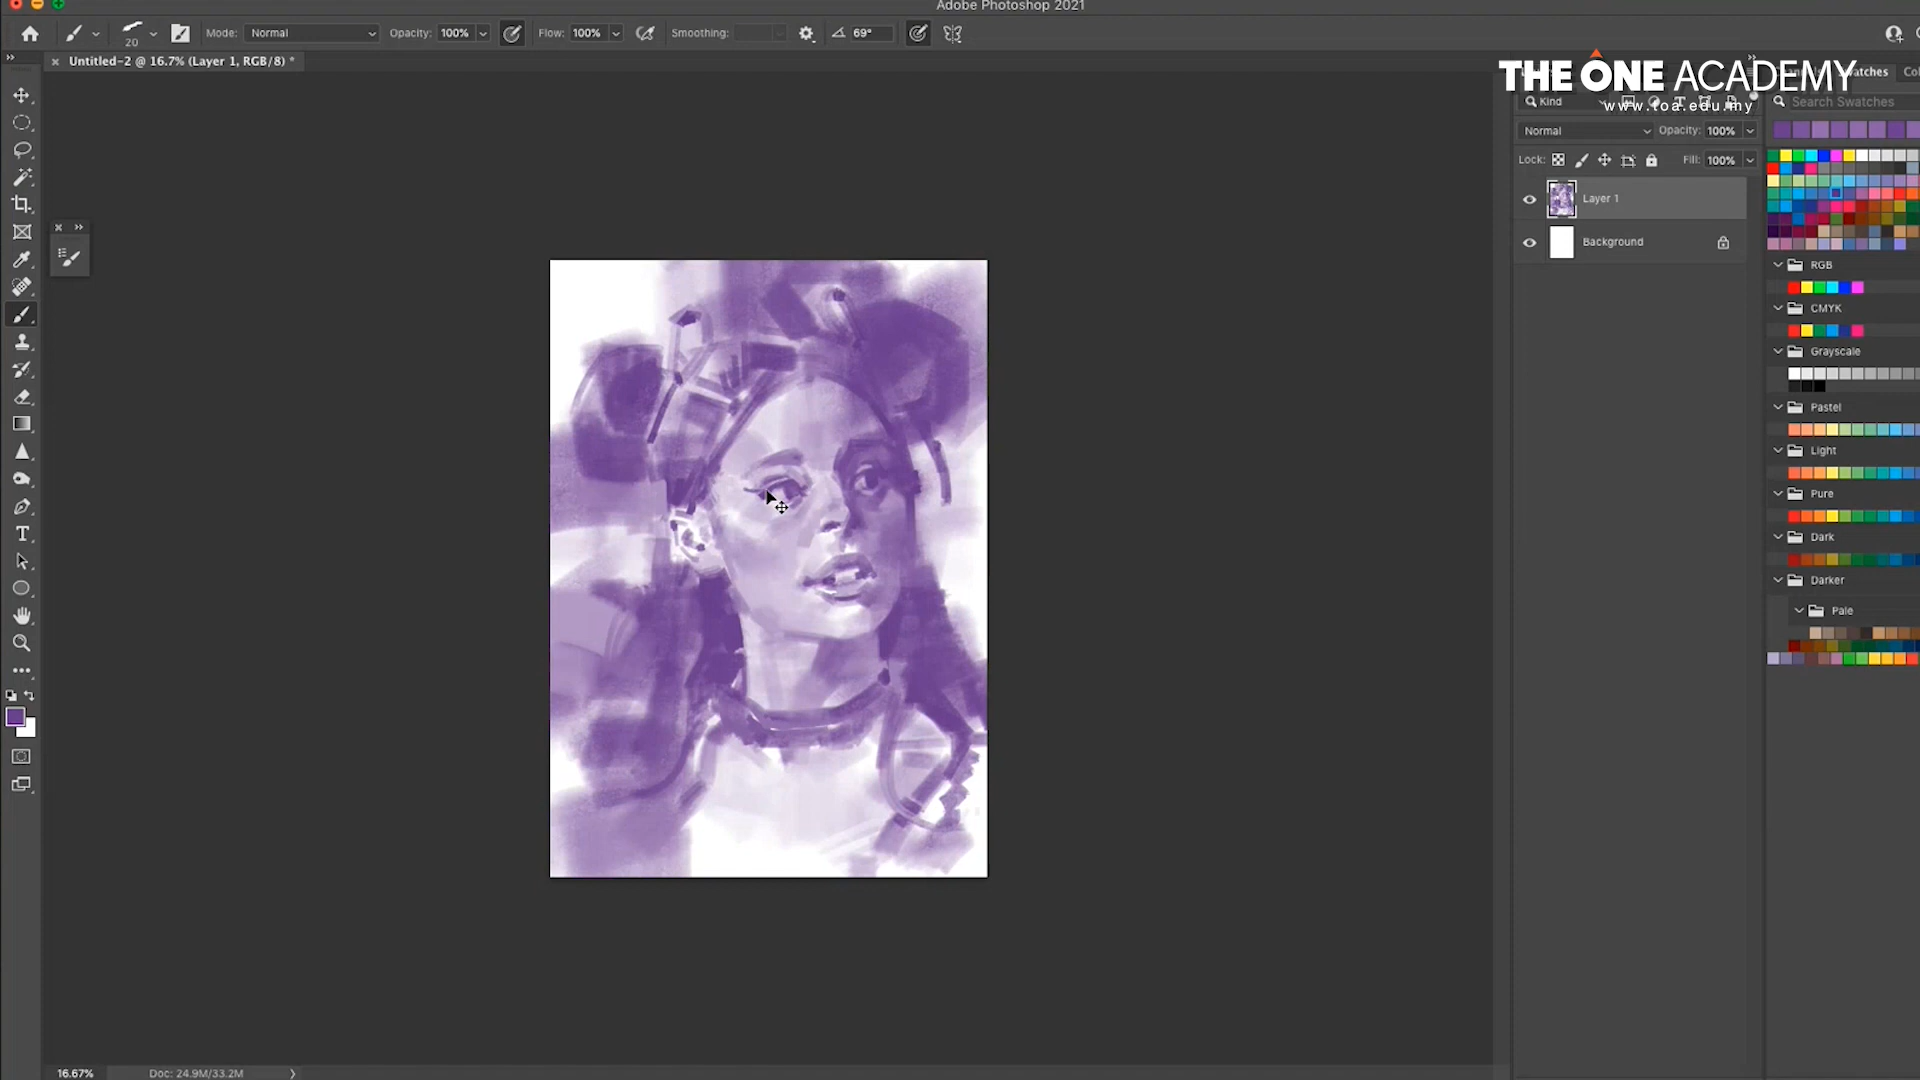 Adobe Photoshop 2021
20
Mode: Normal
Opacity: 100%
Flow: 100%
Smoothing:
69°
Untitled-2 @ 16.7% (Layer 1, RGB/8) *
THE ONE ACADEMY
www.toa.edu.my
Swatches
Kind
Search Swatches
Normal
Opacity: 100%
Lock:
Fill: 100%
Layer 1
Background
RGB
CMYK
Grayscale
Pastel
Light
Pure
Dark
Darker
Pale
16.67%
Doc: 24.9M/33.2M